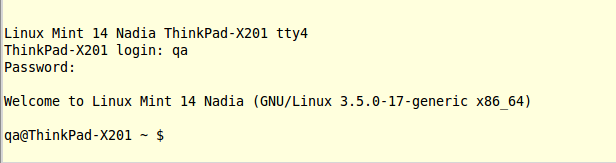 Linux Mint 14 Nadia ThinkPad-X201 tty4
ThinkPad-X201 login: qa
Password:
Welcome to Linux Mint 14 Nadia (GNU/Linux 3.5.0-17-generic x86_64)
qa@ThinkPad-X201 ~ $